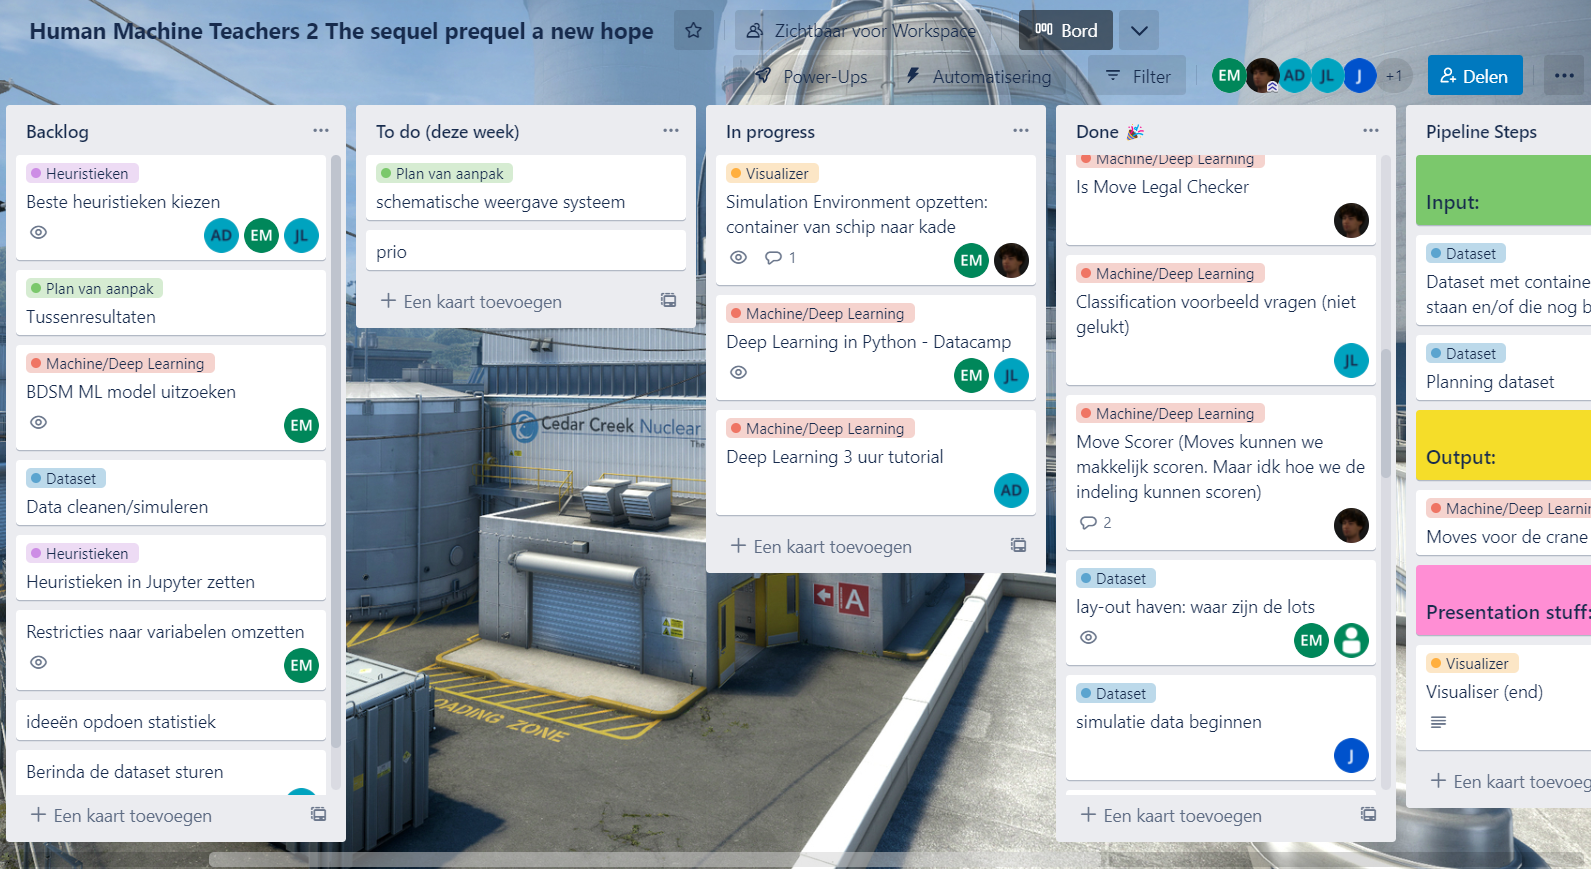 Human Machine Teachers 2 The sequel prequel a new hope
Zichtbaar voor Workspace
Bord
Power-Ups
Automatisering
Filter
EM
AD
JL
J
+1
Delen
Backlog
Heuristieken
Beste heuristieken kiezen
AD
EM
JL
Plan van aanpak
Tussenresultaten
Machine/Deep Learning
BDSM ML model uitzoeken
EM
Dataset
Data cleanen/simuleren
Heuristieken
Heuristieken in Jupyter zetten
Restricties naar variabelen omzetten
EM
ideeën opdoen statistiek
Berinda de dataset sturen
Een kaart toevoegen
To do (deze week)
Plan van aanpak
schematische weergave systeem
prio
Een kaart toevoegen
In progress
Visualizer
Simulation Environment opzetten:
container van schip naar kade
1
EM
Machine/Deep Learning
Deep Learning in Python - Datacamp
EM
JL
Machine/Deep Learning
Deep Learning 3 uur tutorial
AD
Een kaart toevoegen
Done
Machine/Deep Learning
Is Move Legal Checker
Machine/Deep Learning
Classification voorbeeld vragen (niet
gelukt)
JL
Machine/Deep Learning
Move Scorer (Moves kunnen we
makkelijk scoren. Maar idk hoe we de
indeling kunnen scoren)
2
Dataset
lay-out haven: waar zijn de lots
EM
Dataset
simulatie data beginnen
J
Een kaart toevoegen
Pipeline Steps
Input:
Dataset
Dataset met containe
staan en/of die nog b
Dataset
Planning dataset
Output:
Machine/Deep Learnin
Moves voor de crane
Presentation stuff:
Visualizer
Visualiser (end)
Een kaart toevoeg
Cedar Creek Nuclear
The
A
LOADING ZONE